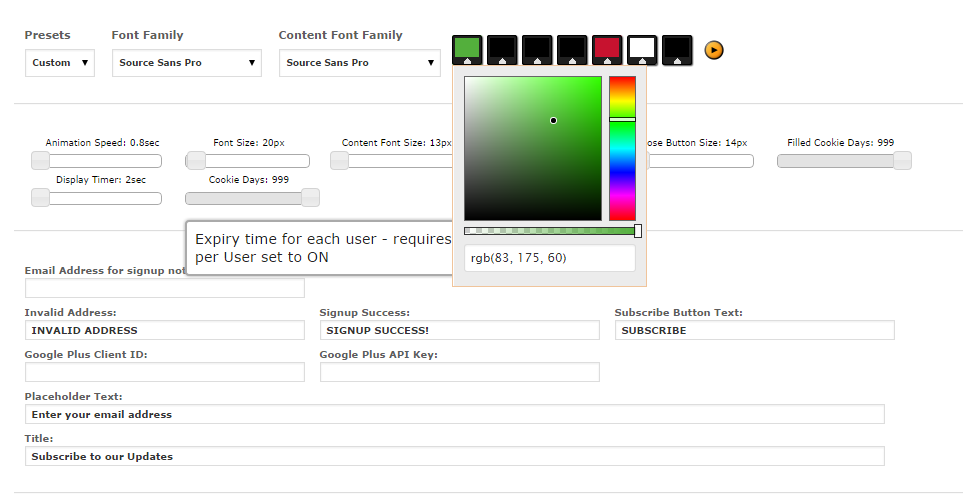 Presets
Font Family
Content Font Family
Custom
Source Sans Pro
Source Sans Pro
Animation Speed: 0.8sec
Font Size: 20px
Content Font Size: 13px
ose Button Size: 14px
Filled Cookie Days: 999
Display Timer: 2sec
Cookie Days: 999
Expiry time for each user - requires
per User set to ON
rgb(83, 175, 60)
Email Address for signup not
Invalid Address:
Signup Success:
Subscribe Button Text:
INVALID ADDRESS
SIGNUP SUCCESS!
SUBSCRIBE
Google Plus Client ID:
Google Plus API Key:
Placeholder Text:
Enter your email address
Title:
Subscribe to our Updates